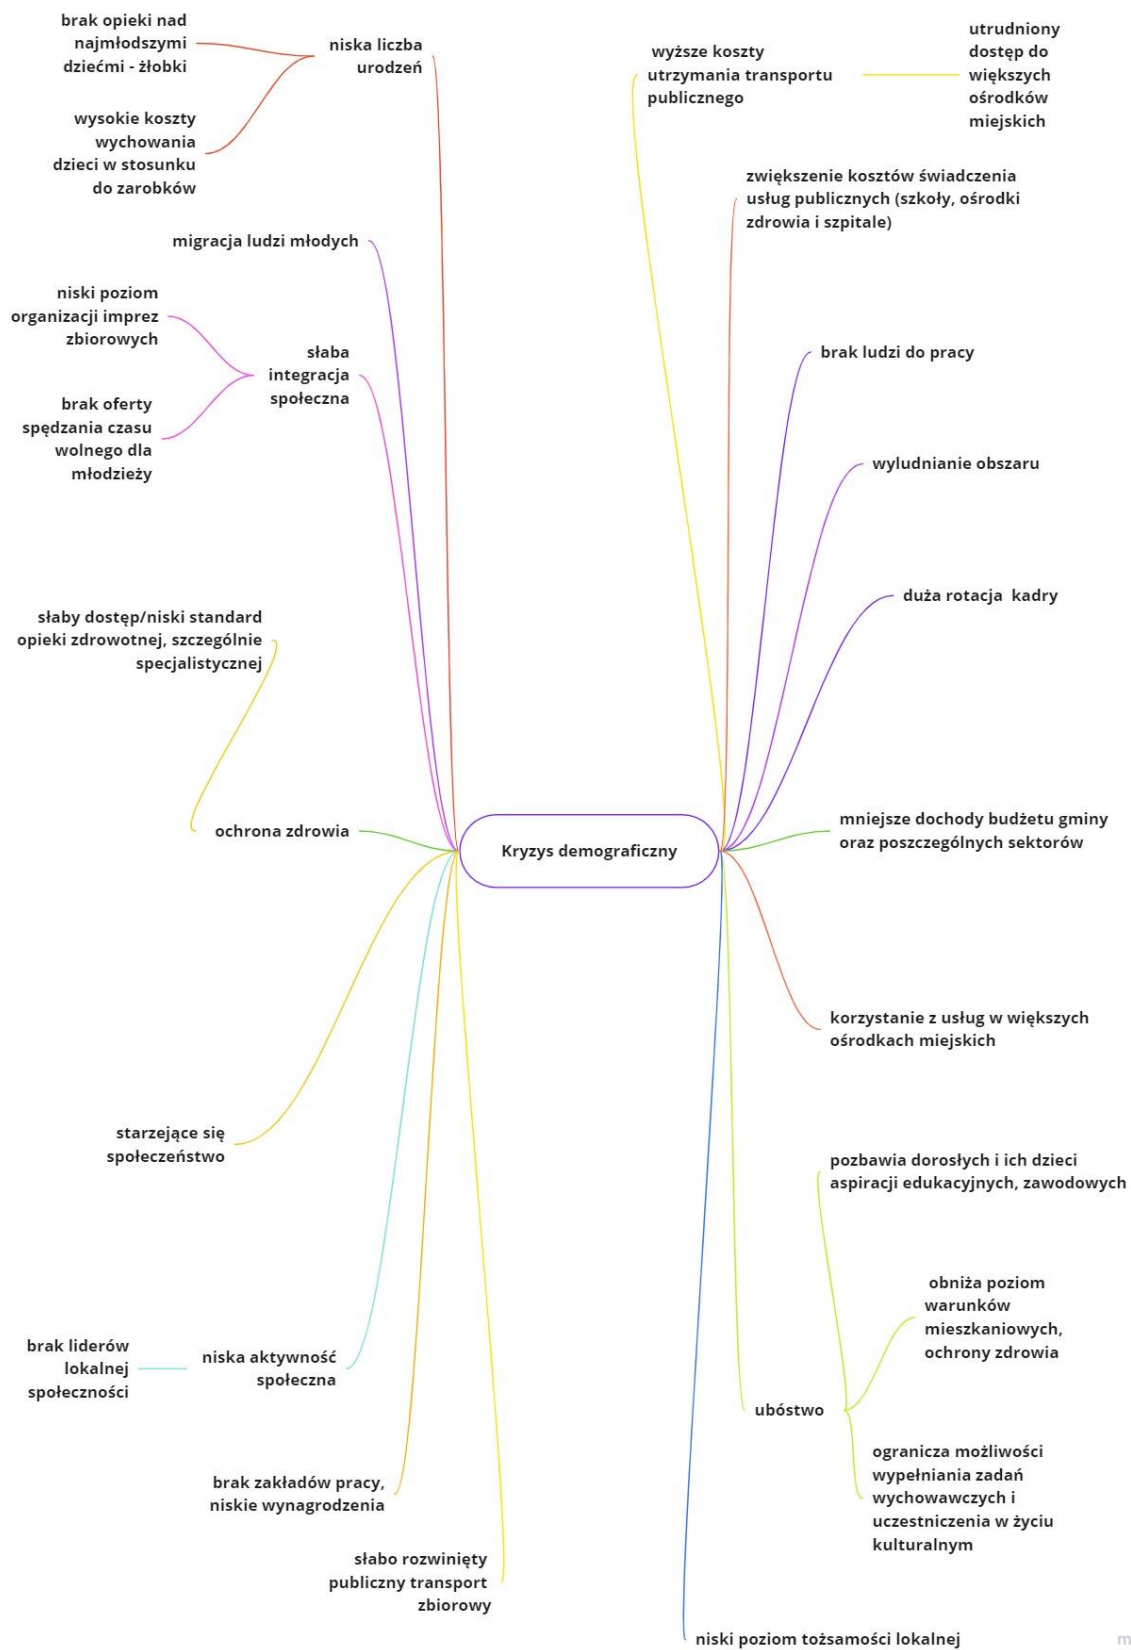 brak opieki nad
najmłodszymi
dziećmi - żłobki
niska liczba
urodzeń
wysokie koszty
wychowania
dzieci w stosunku
do zarobków
migracja ludzi młodych
niski poziom
organizacji imprez
zbiorowych
słaba
integracja
społeczna
brak oferty
spędzania czasu
wolnego dla
młodzieży
słaby dostęp/niski standard
opieki zdrowotnej, szczególnie
specjalistycznej
ochrona zdrowia
starzejące się
społeczeństwo
brak liderów
lokalnej
społeczności
niska aktywność
społeczna
brak zakładów pracy,
niskie wynagrodzenia
słabo rozwinięty
publiczny transport
zbiorowy
Kryzys demograficzny
wyższe koszty
utrzymania transportu
publicznego
utrudniony
dostęp do
większych
ośrodków
miejskich
zwiększenie kosztów świadczenia
usług publicznych (szkoły, ośrodki
zdrowia i szpitale)
brak ludzi do pracy
wyludnianie obszaru
duża rotacja kadry
mniejsze dochody budżetu gminy
oraz poszczególnych sektorów
korzystanie z usług w większych
ośrodkach miejskich
pozbawia dorosłych i ich dzieci
aspiracji edukacyjnych, zawodowych
obniża poziom
warunków
mieszkaniowych,
ochrony zdrowia
ubóstwo
ogranicza możliwości
wypełniania zadań
wychowawczych i
uczestniczenia w życiu
kulturalnym
niski poziom tożsamości lokalnej
m